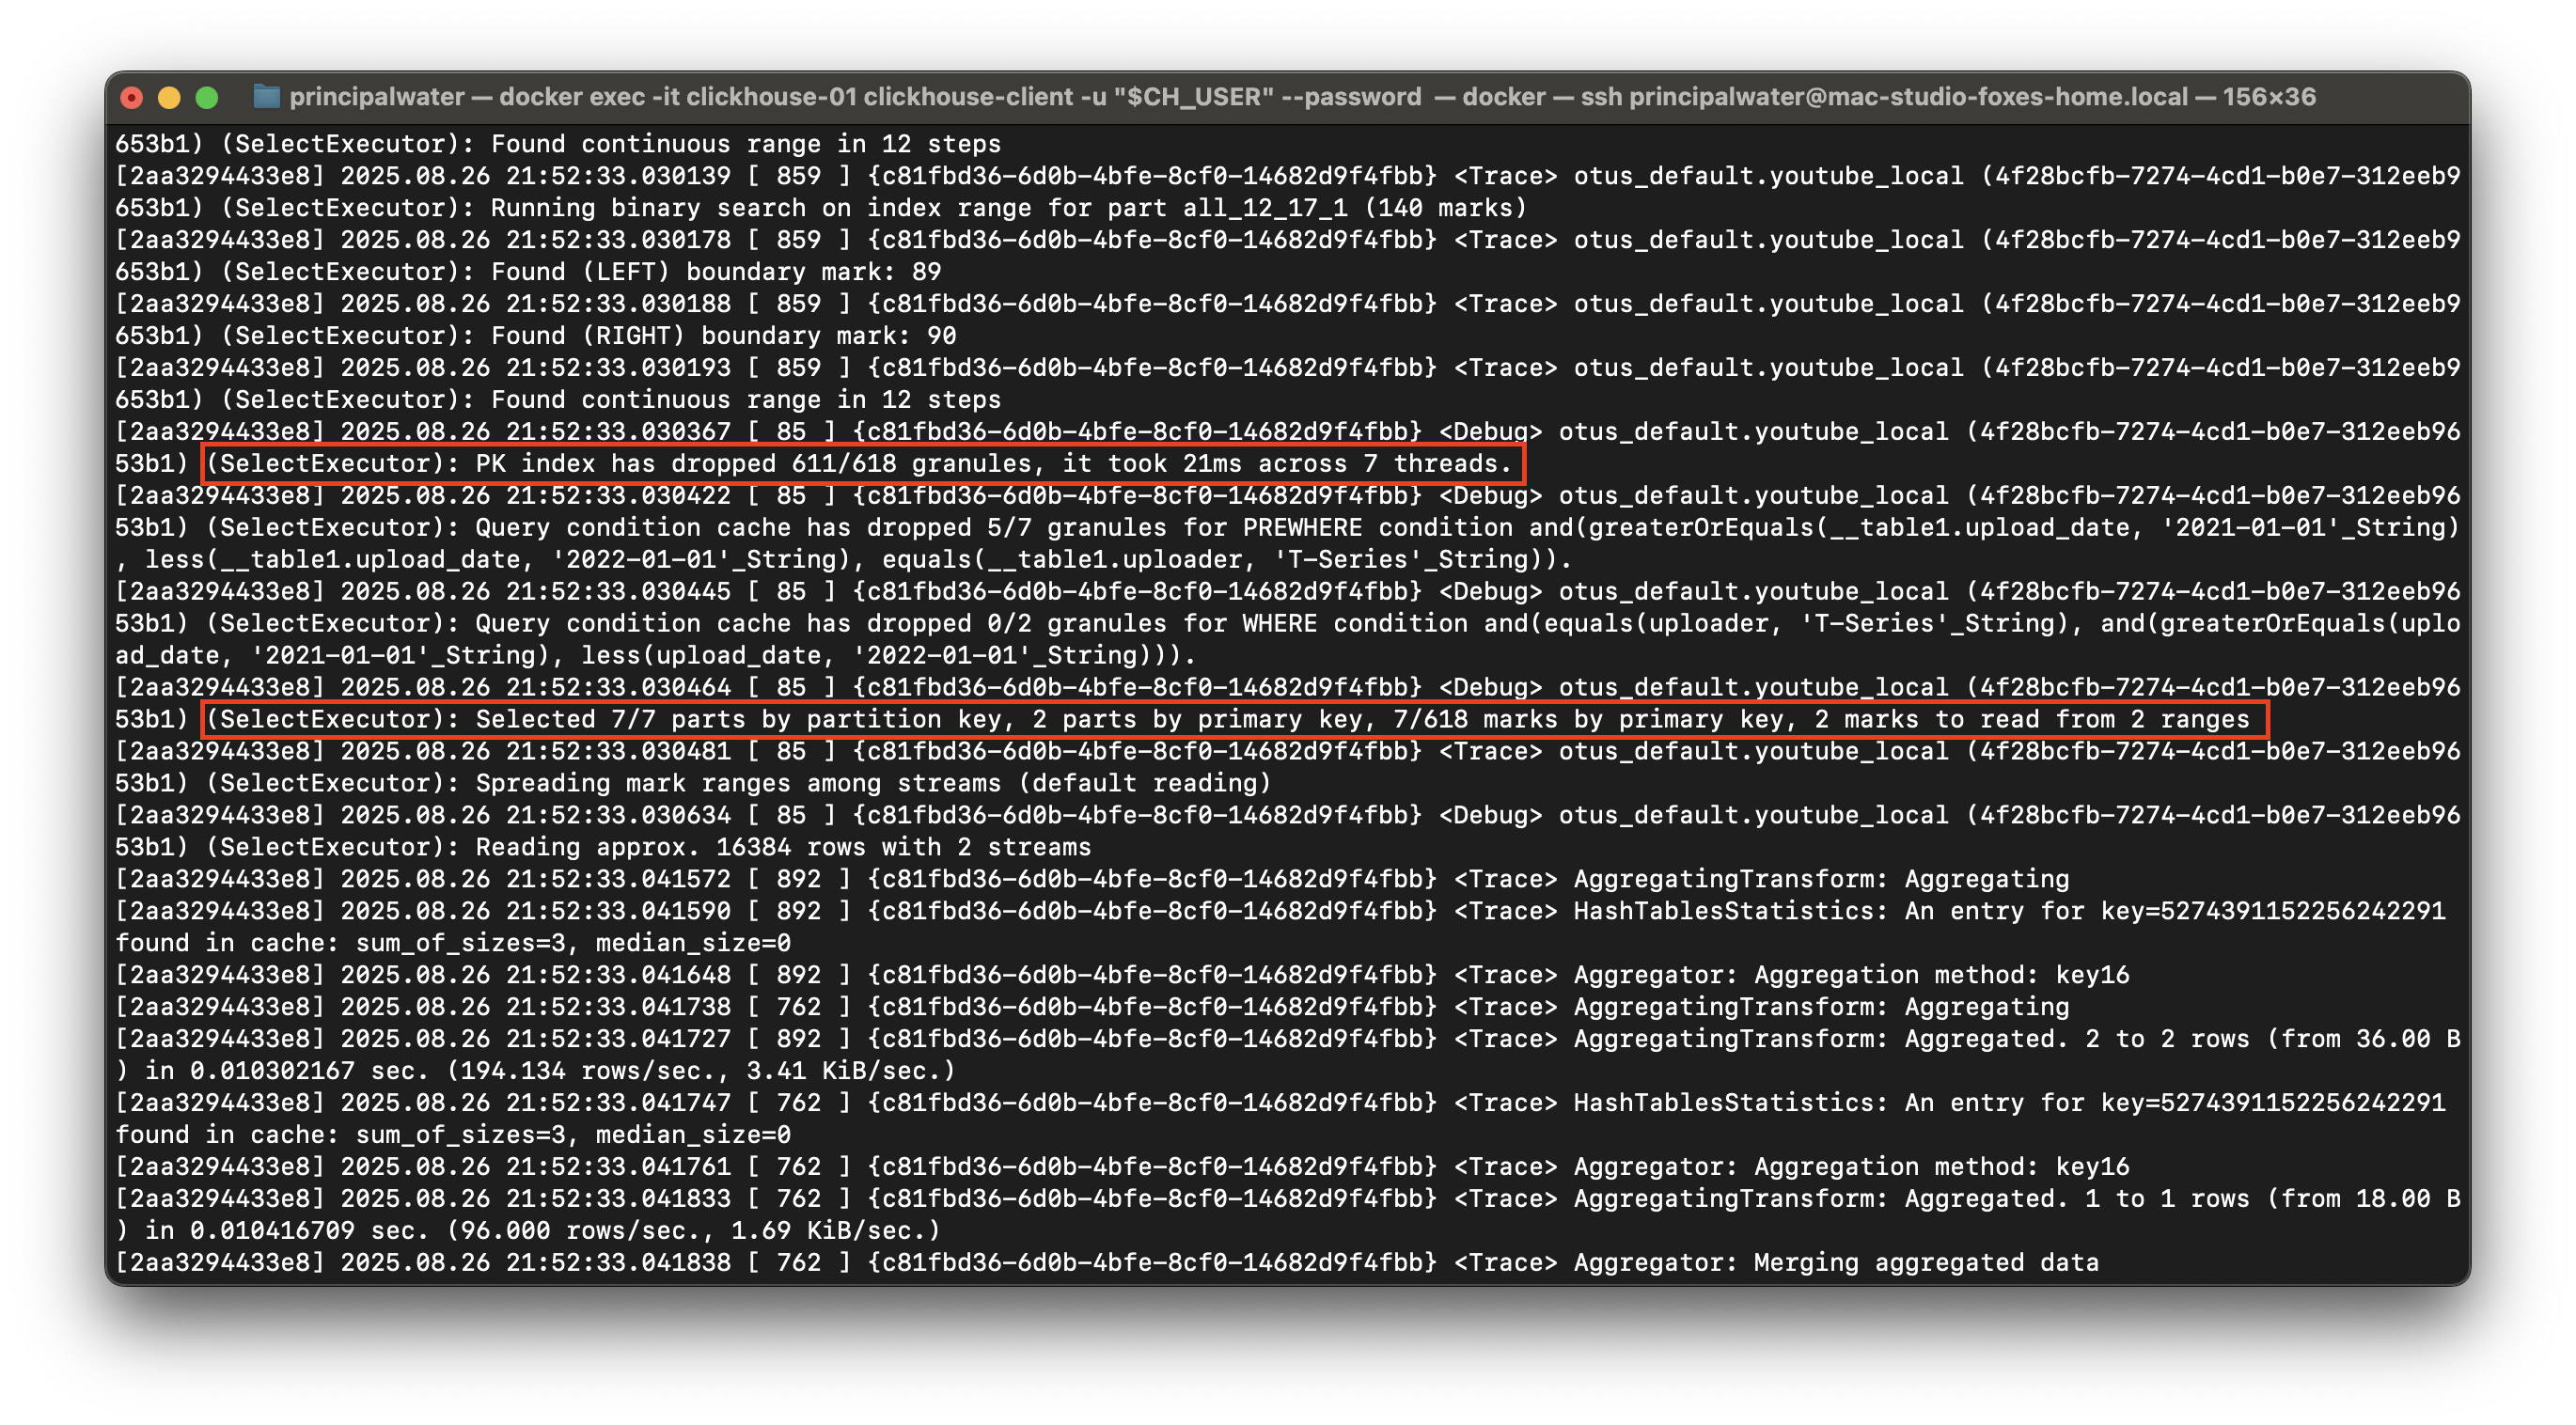 principalwater — docker exec -it clickhouse-01 clickhouse-client -u "$CH_USER" --password — docker — ssh principalwater@mac-studio-foxes-home.local — 156×36
653b1) (SelectExecutor): Found continuous range in 12 steps
[2aa3294433e8] 2025.08.26 21:52:33.030139 [ 859 ] {c81fbd36-6d0b-4bfe-8cf0-14682d9f4fbb} <Trace> otus_default.youtube_local (4f28bcfb-7274-4cd1-b0e7-312eeb9
653b1) (SelectExecutor): Running binary search on index range for part all_12_17_1 (140 marks)
[2aa3294433e8] 2025.08.26 21:52:33.030178 [ 859 ] {c81fbd36-6d0b-4bfe-8cf0-14682d9f4fbb} <Trace> otus_default.youtube_local (4f28bcfb-7274-4cd1-b0e7-312eeb9
653b1) (SelectExecutor): Found (LEFT) boundary mark: 89
[2aa3294433e8] 2025.08.26 21:52:33.030188 [ 859 ] {c81fbd36-6d0b-4bfe-8cf0-14682d9f4fbb} <Trace> otus_default.youtube_local (4f28bcfb-7274-4cd1-b0e7-312eeb9
653b1) (SelectExecutor): Found (RIGHT) boundary mark: 90
[2aa3294433e8] 2025.08.26 21:52:33.030193 [ 859 ] {c81fbd36-6d0b-4bfe-8cf0-14682d9f4fbb} <Trace> otus_default.youtube_local (4f28bcfb-7274-4cd1-b0e7-312eeb9
653b1) (SelectExecutor): Found continuous range in 12 steps
[2aa3294433e8] 2025.08.26 21:52:33.030367 [ 85 ] {c81fbd36-6d0b-4bfe-8cf0-14682d9f4fbb} <Debug> otus_default.youtube_local (4f28bcfb-7274-4cd1-b0e7-312eeb96
53b1) (SelectExecutor): PK index has dropped 611/618 granules, it took 21ms across 7 threads.
[2aa3294433e8] 2025.08.26 21:52:33.030422 [ 85 ] {c81fbd36-6d0b-4bfe-8cf0-14682d9f4fbb} <Debug> otus_default.youtube_local (4f28bcfb-7274-4cd1-b0e7-312eeb96
53b1) (SelectExecutor): Query condition cache has dropped 5/7 granules for PREWHERE condition and(greaterOrEquals(__table1.upload_date, '2021-01-01'_String)
, less(__table1.upload_date, '2022-01-01'_String), equals(__table1.uploader, 'T-Series'_String)).
[2aa3294433e8] 2025.08.26 21:52:33.030445 [ 85 ] {c81fbd36-6d0b-4bfe-8cf0-14682d9f4fbb} <Debug> otus_default.youtube_local (4f28bcfb-7274-4cd1-b0e7-312eeb96
53b1) (SelectExecutor): Query condition cache has dropped 0/2 granules for WHERE condition and(equals(uploader, 'T-Series'_String), and(greaterOrEquals(uplo
ad_date, '2021-01-01'_String), less(upload_date, '2022-01-01'_String))).
[2aa3294433e8] 2025.08.26 21:52:33.030464 [ 85 ] {c81fbd36-6d0b-4bfe-8cf0-14682d9f4fbb} <Debug> otus_default.youtube_local (4f28bcfb-7274-4cd1-b0e7-312eeb96
53b1) (SelectExecutor): Selected 7/7 parts by partition key, 2 parts by primary key, 7/618 marks by primary key, 2 marks to read from 2 ranges
[2aa3294433e8] 2025.08.26 21:52:33.030481 [ 85 ] {c81fbd36-6d0b-4bfe-8cf0-14682d9f4fbb} <Trace> otus_default.youtube_local (4f28bcfb-7274-4cd1-b0e7-312eeb96
53b1) (SelectExecutor): Spreading mark ranges among streams (default reading)
[2aa3294433e8] 2025.08.26 21:52:33.030634 [ 85 ] {c81fbd36-6d0b-4bfe-8cf0-14682d9f4fbb} <Debug> otus_default.youtube_local (4f28bcfb-7274-4cd1-b0e7-312eeb96
53b1) (SelectExecutor): Reading approx. 16384 rows with 2 streams
[2aa3294433e8] 2025.08.26 21:52:33.041572 [ 892 ] {c81fbd36-6d0b-4bfe-8cf0-14682d9f4fbb} <Trace> AggregatingTransform: Aggregating
[2aa3294433e8] 2025.08.26 21:52:33.041590 [ 892 ] {c81fbd36-6d0b-4bfe-8cf0-14682d9f4fbb} <Trace> HashTablesStatistics: An entry for key=5274391152256242291
found in cache: sum_of_sizes=3, median_size=0
[2aa3294433e8] 2025.08.26 21:52:33.041648 [ 892 ] {c81fbd36-6d0b-4bfe-8cf0-14682d9f4fbb} <Trace> Aggregator: Aggregation method: key16
[2aa3294433e8] 2025.08.26 21:52:33.041738 [ 762 ] {c81fbd36-6d0b-4bfe-8cf0-14682d9f4fbb} <Trace> AggregatingTransform: Aggregating
[2aa3294433e8] 2025.08.26 21:52:33.041727 [ 892 ] {c81fbd36-6d0b-4bfe-8cf0-14682d9f4fbb} <Trace> AggregatingTransform: Aggregated. 2 to 2 rows (from 36.00 B
) in 0.010302167 sec. (194.134 rows/sec., 3.41 KiB/sec.)
[2aa3294433e8] 2025.08.26 21:52:33.041747 [ 762 ] {c81fbd36-6d0b-4bfe-8cf0-14682d9f4fbb} <Trace> HashTablesStatistics: An entry for key=5274391152256242291
found in cache: sum_of_sizes=3, median_size=0
[2aa3294433e8] 2025.08.26 21:52:33.041761 [ 762 ] {c81fbd36-6d0b-4bfe-8cf0-14682d9f4fbb} <Trace> Aggregator: Aggregation method: key16
[2aa3294433e8] 2025.08.26 21:52:33.041833 [ 762 ] {c81fbd36-6d0b-4bfe-8cf0-14682d9f4fbb} <Trace> AggregatingTransform: Aggregated. 1 to 1 rows (from 18.00 B
) in 0.010416709 sec. (96.000 rows/sec., 1.69 KiB/sec.)
[2aa3294433e8] 2025.08.26 21:52:33.041838 [ 762 ] {c81fbd36-6d0b-4bfe-8cf0-14682d9f4fbb} <Trace> Aggregator: Merging aggregated data